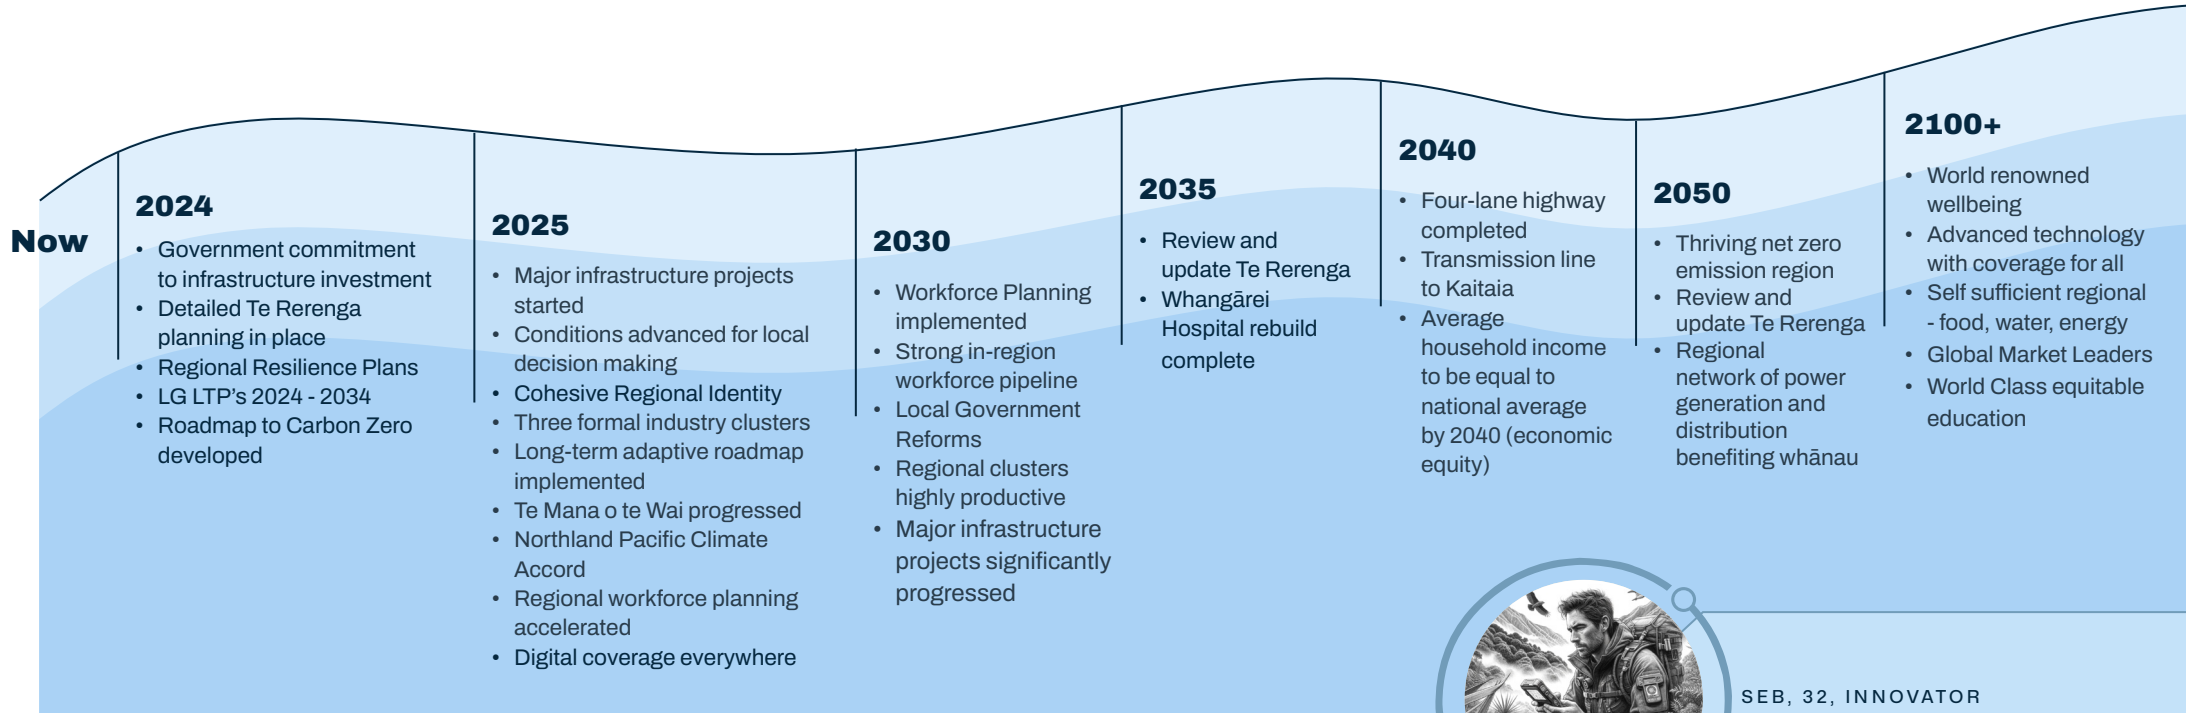 Now
2024
• Government commitment
to infrastructure investment
• Detailed Te Rerenga
planning in place
• Regional Resilience Plans
• LG LTP’s 2024 - 2034
• Roadmap to Carbon Zero
developed
2025
• Major infrastructure projects
started
• Conditions advanced for local
decision making
• Cohesive Regional Identity
• Three formal industry clusters
• Long-term adaptive roadmap
implemented
• Te Mana o te Wai progressed
• Northland Pacific Climate
Accord
• Regional workforce planning
accelerated
• Digital coverage everywhere
2030
• Workforce Planning
implemented
• Strong in-region
workforce pipeline
• Local Government
Reforms
• Regional clusters
highly productive
• Major infrastructure
projects significantly
progressed
2035
• Review and
update Te Rerenga
• Whangārei
Hospital rebuild
complete
2040
• Four-lane highway
completed
• Transmission line
to Kaitaia
• Average
household income
to be equal to
national average
by 2040 (economic
equity)
2050
• Thriving net zero
emission region
• Review and
update Te Rerenga
• Regional
network of power
generation and
distribution
benefiting whānau
2100+
• World renowned
wellbeing
• Advanced technology
with coverage for all
• Self sufficient regional
- food, water, energy
• Global Market Leaders
• World Class equitable
education
SEB, 32, INNOVATOR